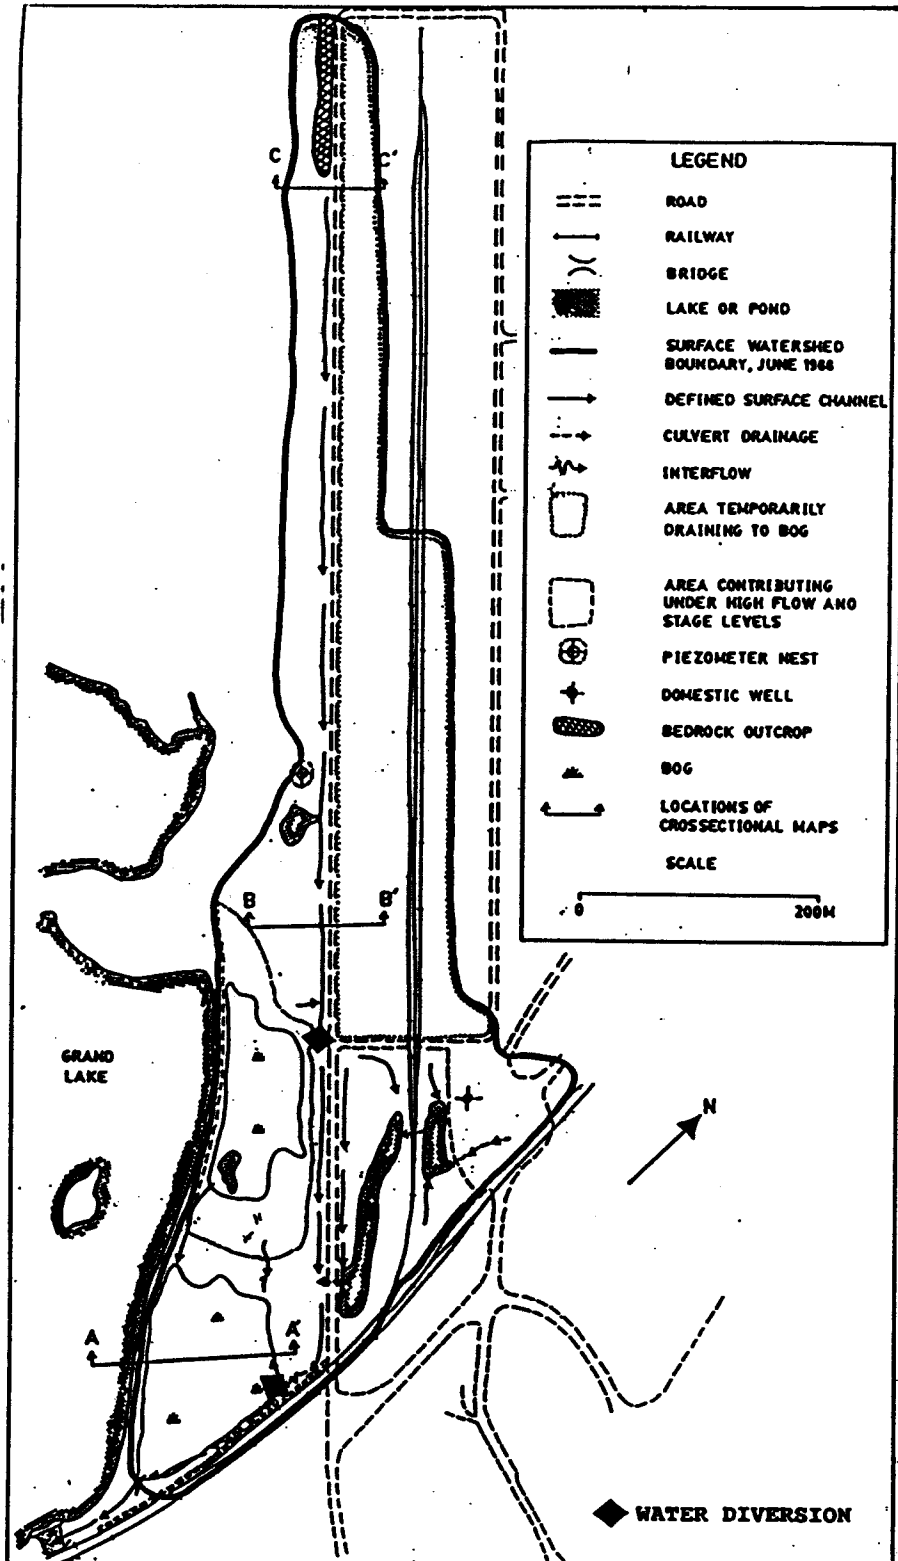 C C'
LEGEND
ROAD
RAILWAY
BRIDGE
LAKE OR POND
SURFACE WATERSHED
BOUNDARY, JUNE 1988
DEFINED SURFACE CHANNEL
CULVERT DRAINAGE
INTERFLOW
AREA TEMPORARILY
DRAINING TO BOG
AREA CONTRIBUTING
UNDER HIGH FLOW AND
STAGE LEVELS
PIEZOMETER NEST
DOMESTIC WELL
BEDROCK OUTCROP
BOG
LOCATIONS OF
CROSSECTIONAL MAPS
SCALE
0 200M
B B'
GRAND
LAKE
N
A A'
WATER DIVERSION